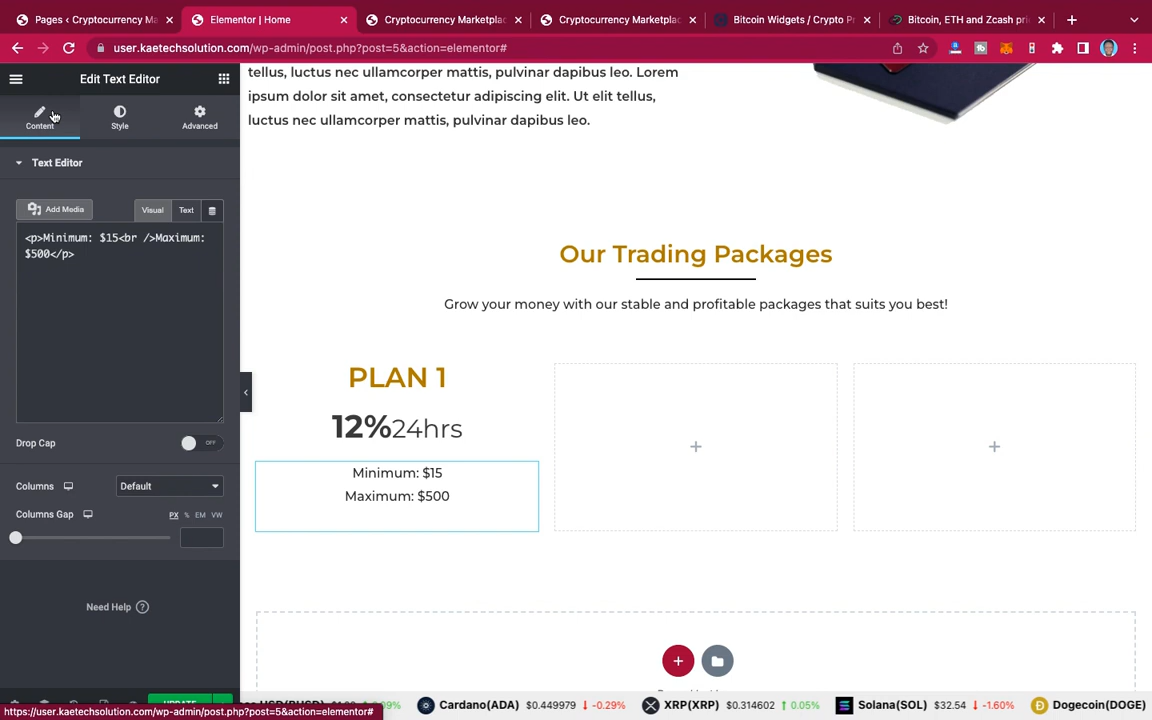 Pages ‹ Cryptocurrency Ma
Elementor | Home
Cryptocurrency Marketplac
Cryptocurrency Marketplac
Bitcoin Widgets / Crypto Pr
Bitcoin, ETH and Zcash pri
user.kaetechsolution.com/wp-admin/post.php?post=5&action=elementor#
Edit Text Editor
Content
Style
Advanced
Text Editor
Add Media
Visual
Text
<p>Minimum: $15<br />Maximum:
$500</p>
Drop Cap
OFF
Columns
Default
Columns Gap
PX
%
EM
VW
Need Help
tellus, luctus nec ullamcorper mattis, pulvinar dapibus leo. Lorem
ipsum dolor sit amet, consectetur adipiscing elit. Ut elit tellus,
luctus nec ullamcorper mattis, pulvinar dapibus leo.
Our Trading Packages
Grow your money with our stable and profitable packages that suits you best!
PLAN 1
12%24hrs
Minimum: $15
Maximum: $500
Cardano(ADA) $0.449979 ↓ -0.29%
XRP(XRP) $0.314602 ↑ 0.05%
Solana(SOL) $32.54 ↓ -1.60%
Dogecoin(DOGE)
https://user.kaetechsolution.com/wp-admin/post.php?post=5&action=elementor#